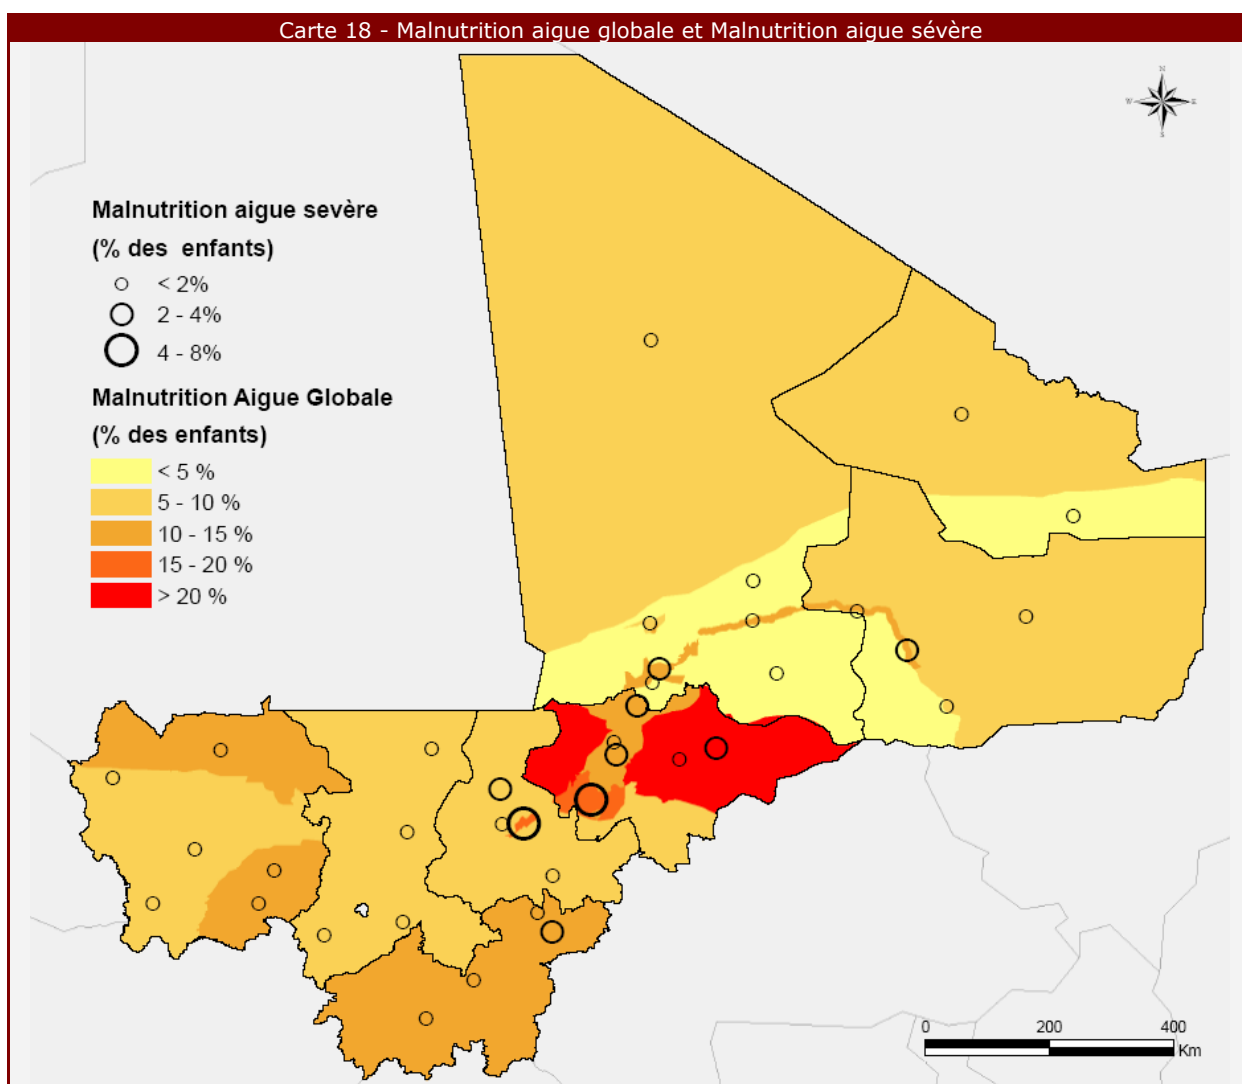 Carte 18 - Malnutrition aigue globale et Malnutrition aigue sévère
N
W
E
S
Malnutrition aigue sevère
(% des enfants)
< 2%
2 - 4%
4 - 8%
Malnutrition Aigue Globale
(% des enfants)
< 5 %
5 - 10 %
10 - 15 %
15 - 20 %
> 20 %
0 200 400
Km